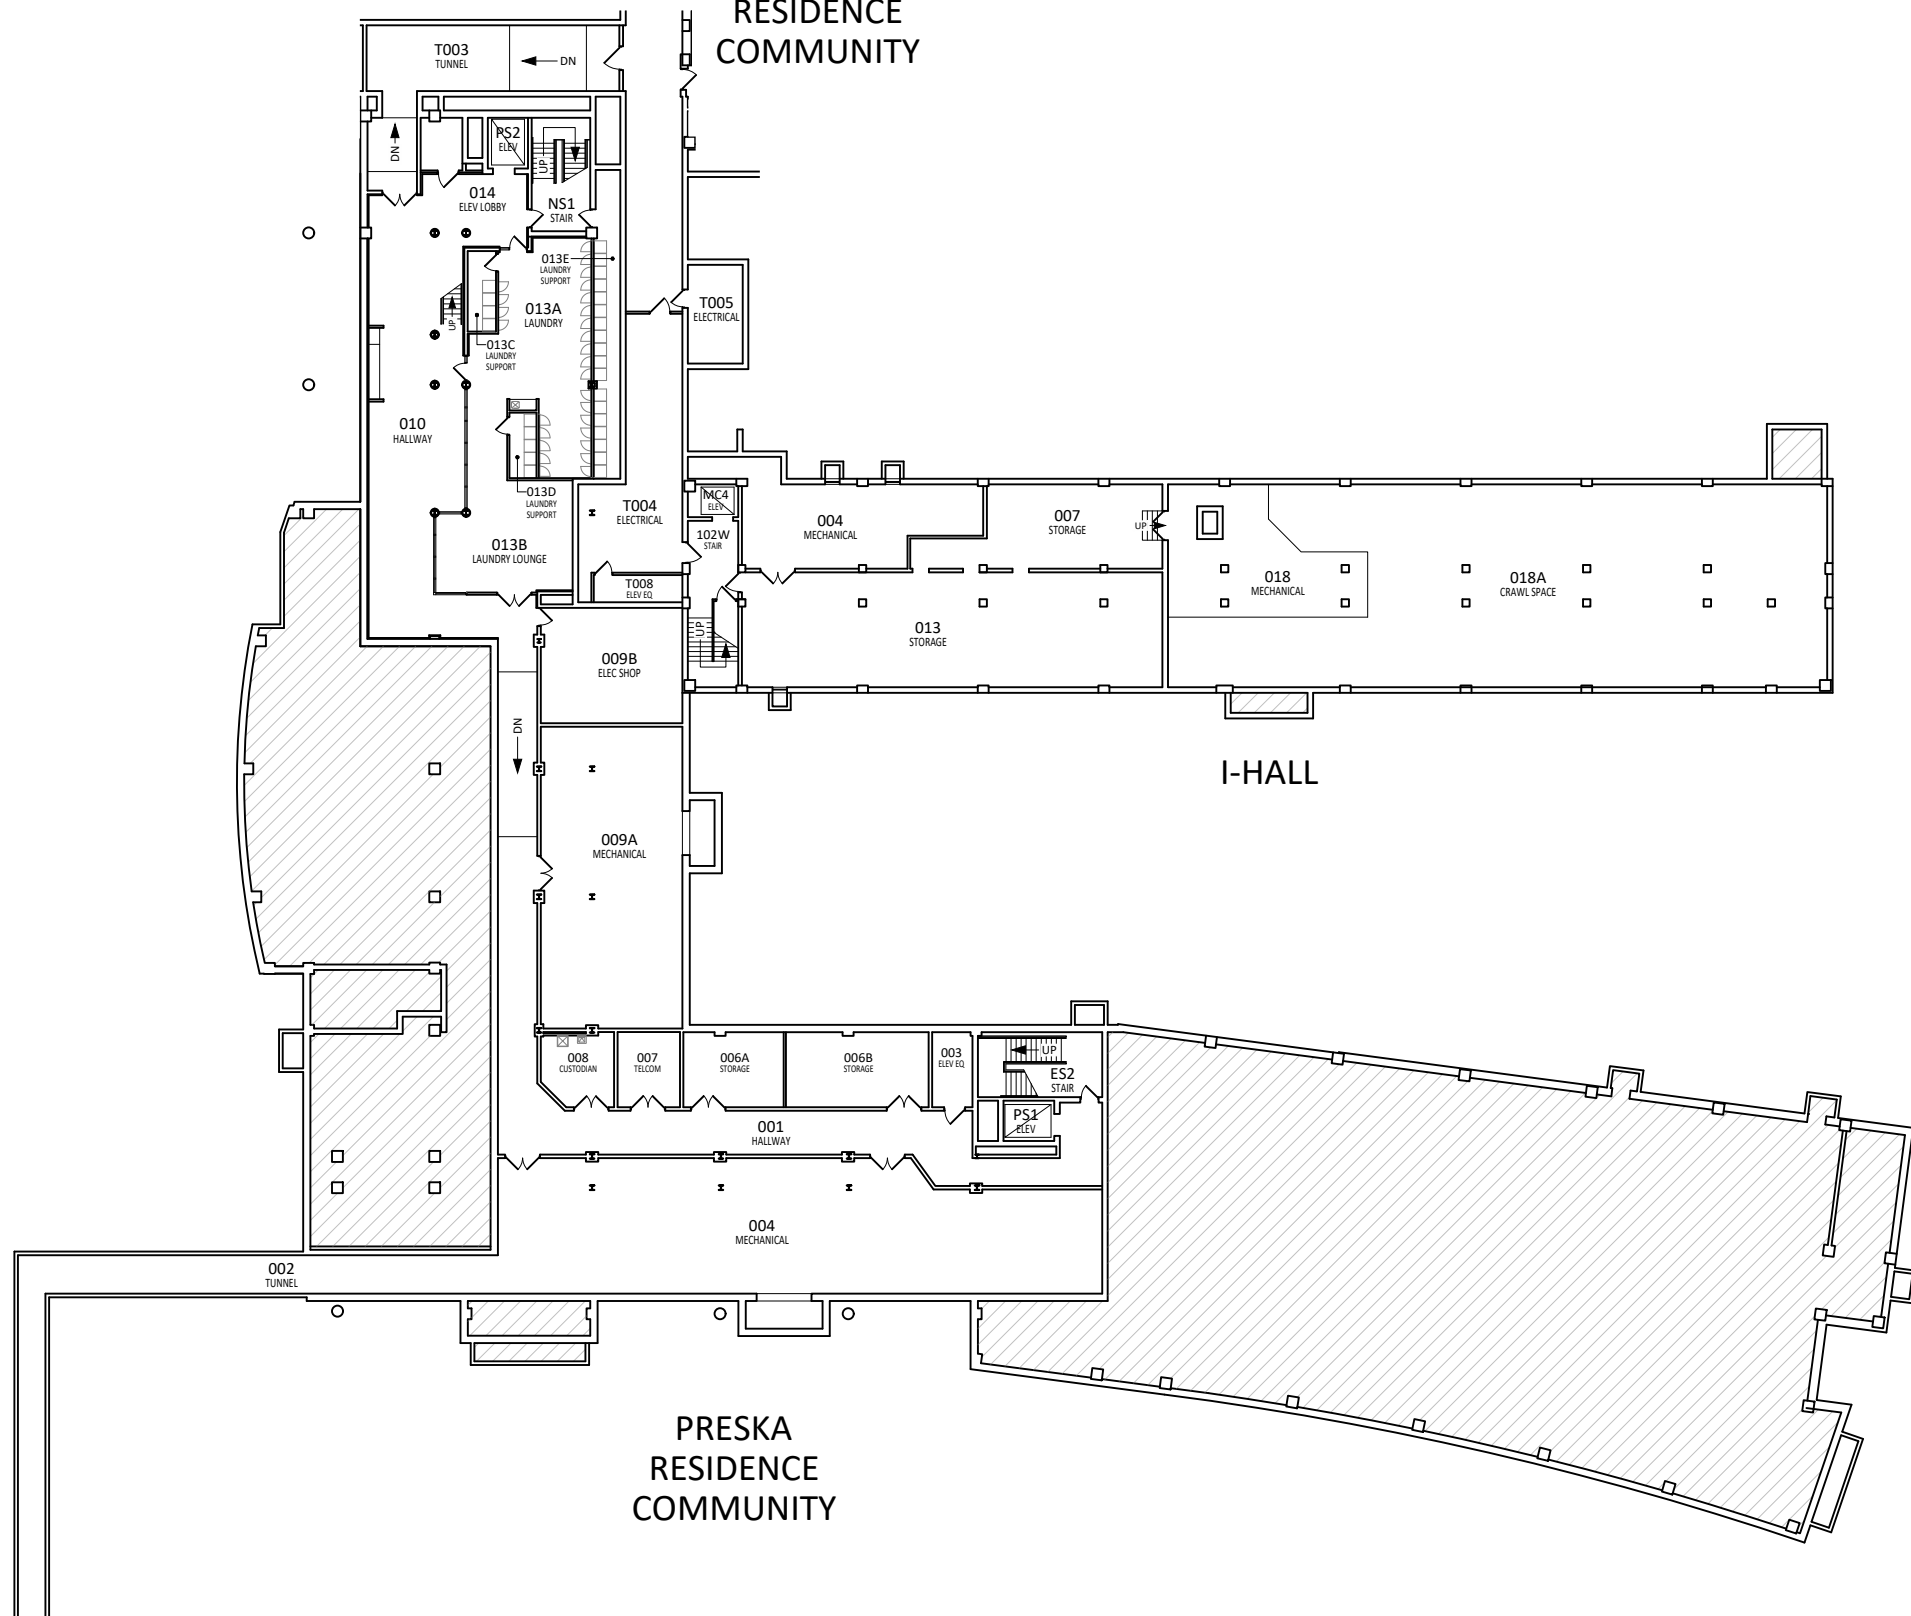 RESIDENCE
COMMUNITY
T003
TUNNEL
DN
DN
PS2
ELEV
UP
014
ELEV LOBBY
NS1
STAIR
013E
LAUNDRY
SUPPORT
013A
LAUNDRY
UP
013C
LAUNDRY
SUPPORT
T005
ELECTRICAL
010
HALLWAY
013D
LAUNDRY
SUPPORT
T004
ELECTRICAL
MC4
ELEV
102W
STAIR
004
MECHANICAL
007
STORAGE
UP
013B
LAUNDRY LOUNGE
T008
ELEV EQ
018
MECHANICAL
018A
CRAWL SPACE
UP
013
STORAGE
009B
ELEC SHOP
DN
I-HALL
009A
MECHANICAL
008
CUSTODIAN
007
TELCOM
006A
STORAGE
006B
STORAGE
003
ELEV EQ
UP
ES2
STAIR
PS1
ELEV
001
HALLWAY
004
MECHANICAL
002
TUNNEL
PRESKA
RESIDENCE
COMMUNITY